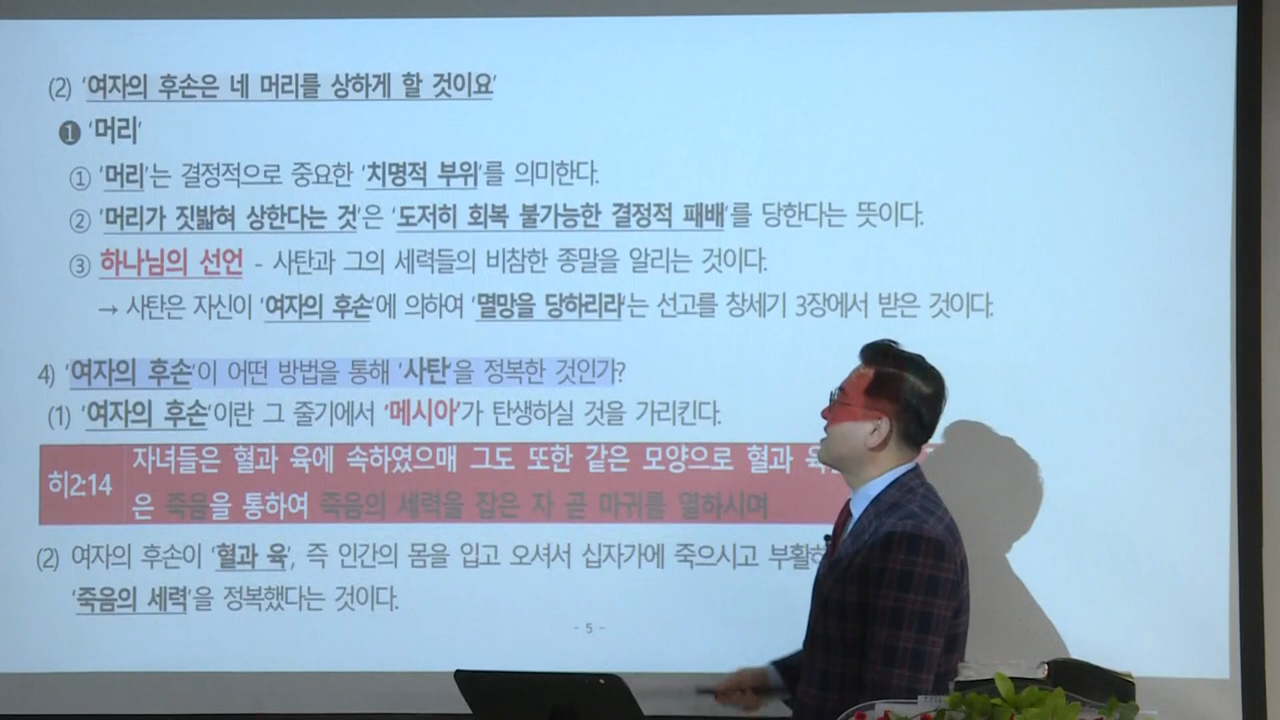 (2) '여자의 후손은 네 머리를 상하게 할 것이요'
❶ '머리'
① '머리'는 결정적으로 중요한 '치명적 부위'를 의미한다.
② '머리가 짓밟혀 상한다는 것'은 '도저히 회복 불가능한 결정적 패배'를 당한다는 뜻이다.
③ 하나님의 선언 - 사탄과 그의 세력들의 비참한 종말을 알리는 것이다.
→ 사탄은 자신이 '여자의 후손'에 의하여 '멸망을 당하리라'는 선고를 창세기 3장에서 받은 것이다.
4) '여자의 후손'이 어떤 방법을 통해 '사탄'을 정복한 것인가?
(1) '여자의 후손'이란 그 줄기에서 '메시아'가 탄생하실 것을 가리킨다.
히2:14 자녀들은 혈과 육에 속하였으매 그도 또한 같은 모양으로 혈과
은 죽음을 통하여 죽음의 세력을 잡은 자 곧 마귀를 멸하시며
(2) 여자의 후손이 '혈과 육', 즉 인간의 몸을 입고 오셔서 십자가에 죽으시고
'죽음의 세력'을 정복했다는 것이다.
- 5 -